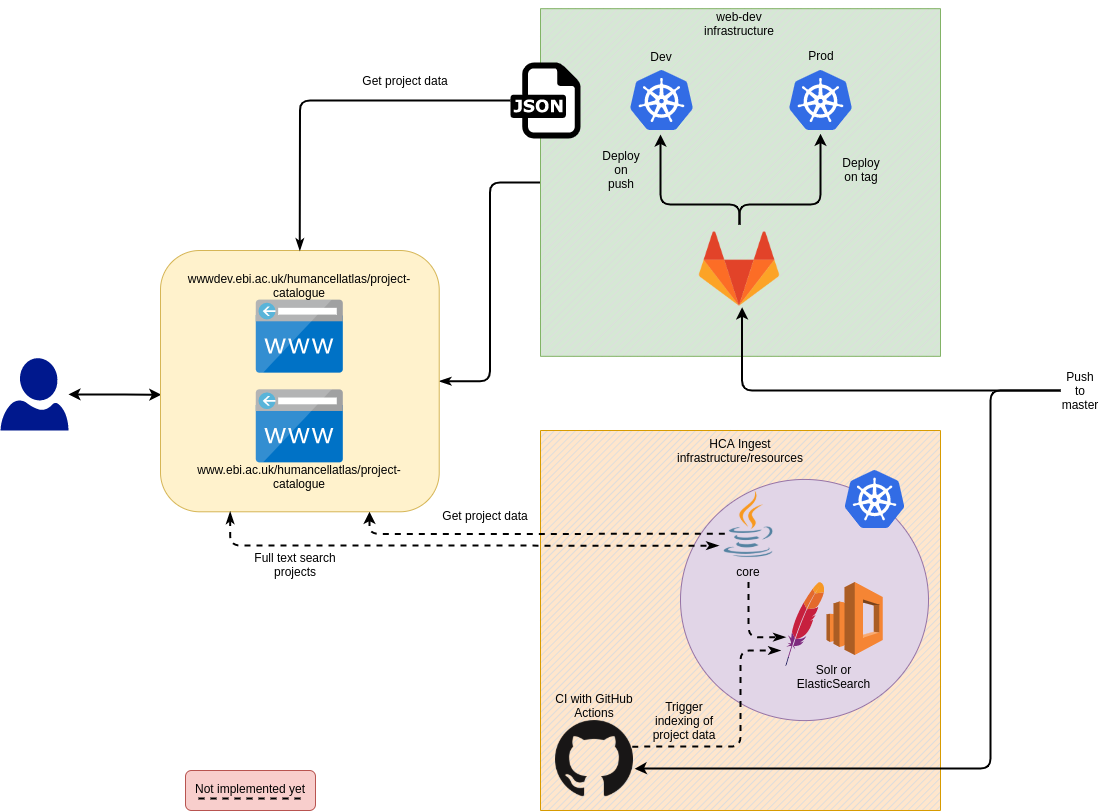 web-dev
infrastructure
Dev
Prod
Get project data
JSON
Deploy
on
push
Deploy
on tag
wwwdev.ebi.ac.uk/humancellatlas/project-
catalogue
WWW
WWW
www.ebi.ac.uk/humancellatlas/project-
catalogue
Push
to
master
HCA Ingest
infrastructure/resources
Get project data
Full text search
projects
core
Solr or
ElasticSearch
CI with GitHub
Actions
Trigger
indexing of
project data
Not implemented yet